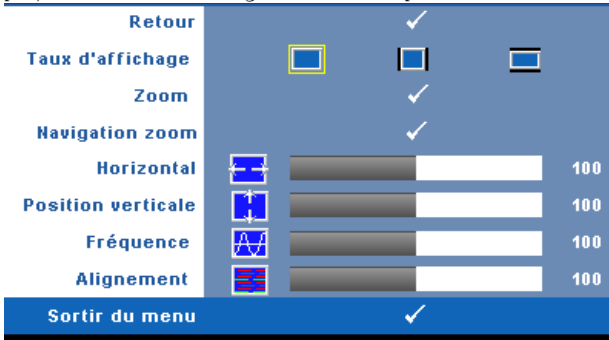 Retour
Taux d'affichage
Zoom
Navigation zoom
Horizontal 100
Position verticale 100
Fréquence 100
Alignement 100
Sortir du menu